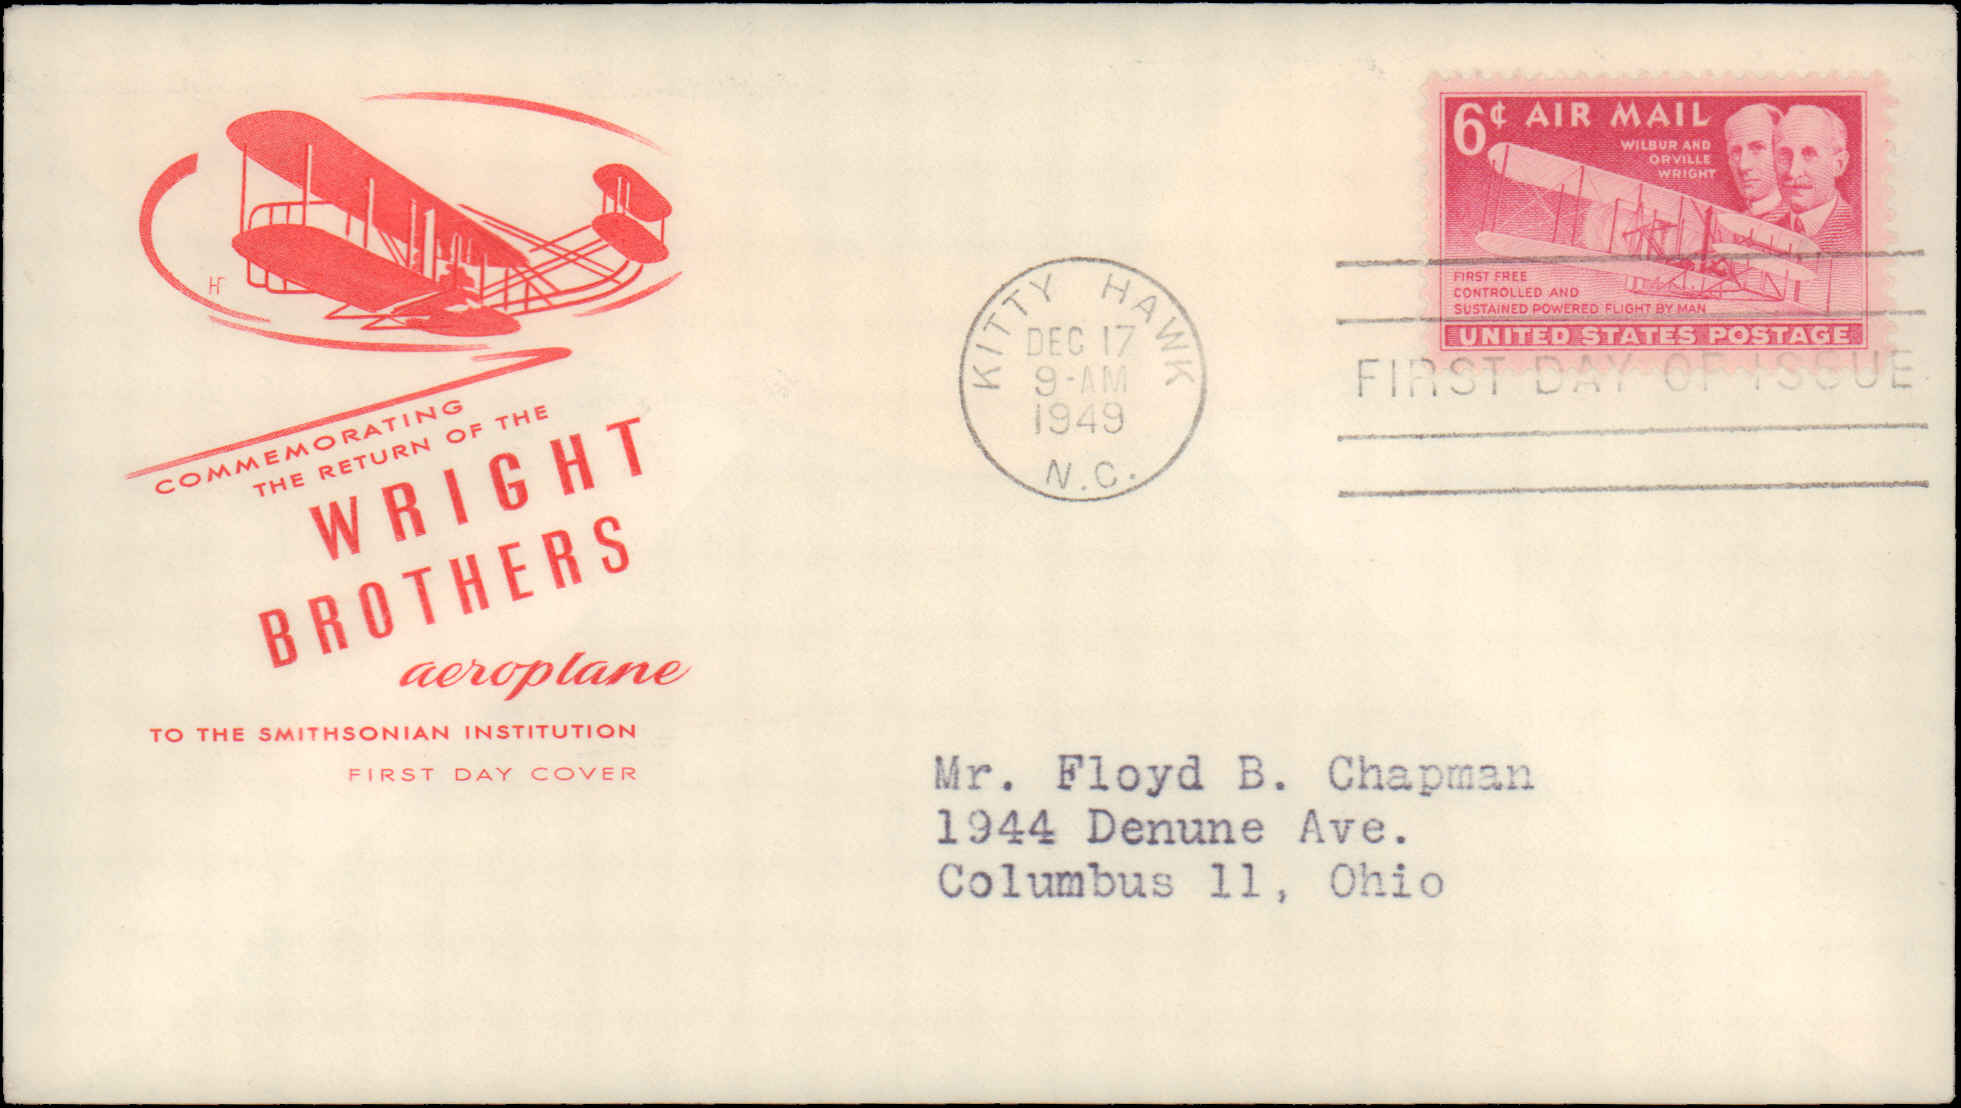 COMMEMORATING
THE RETURN OF THE
WRIGHT
BROTHERS
aeroplane
TO THE SMITHSONIAN INSTITUTION
FIRST DAY COVER
HT
KITTY HAWK
DEC 17
9-AM
1949
N.C.
6¢ AIR MAIL
WILBUR AND
ORVILLE
WRIGHT
FIRST FREE
CONTROLLED AND
SUSTAINED POWERED FLIGHT BY MAN
UNITED STATES POSTAGE
FIRST DAY OF ISSUE
Mr. Floyd B. Chapman
1944 Denune Ave.
Columbus 11, Ohio